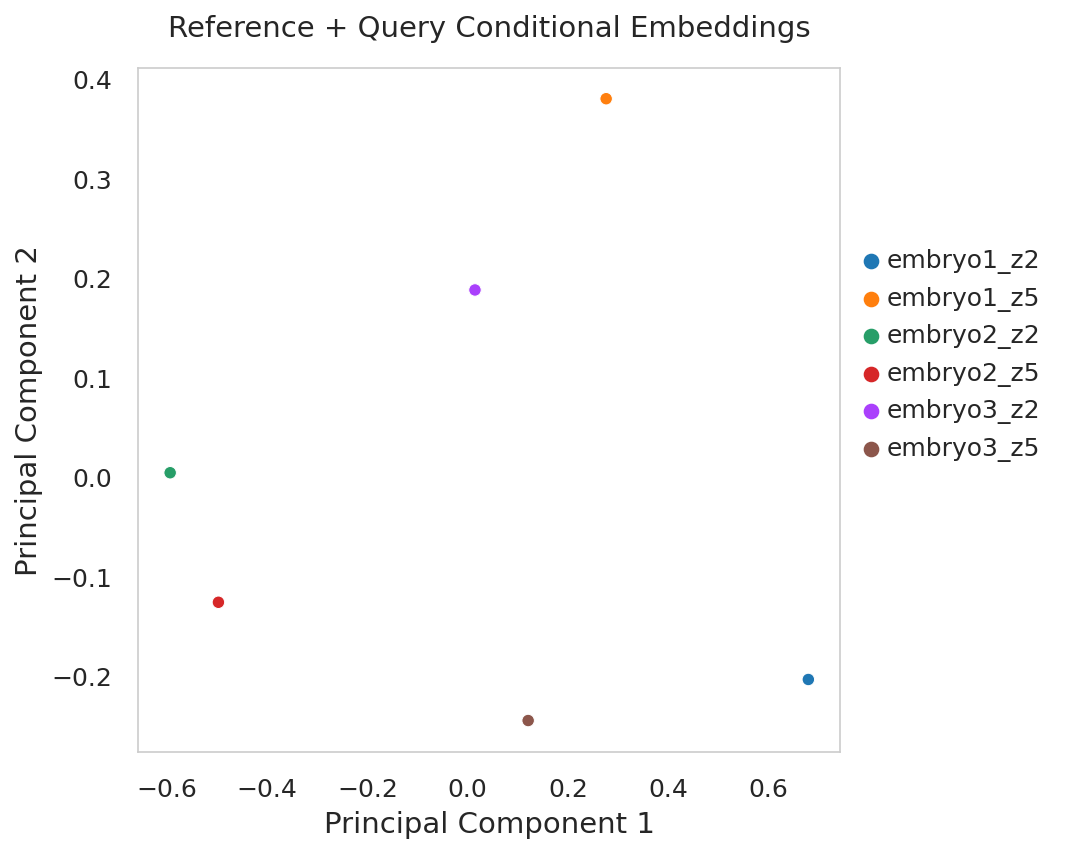 Reference + Query Conditional Embeddings
Principal Component 2
0.4
0.3
0.2
0.1
0.0
−0.1
−0.2
−0.6 −0.4 −0.2 0.0 0.2 0.4 0.6
Principal Component 1
embryo1_z2
embryo1_z5
embryo2_z2
embryo2_z5
embryo3_z2
embryo3_z5